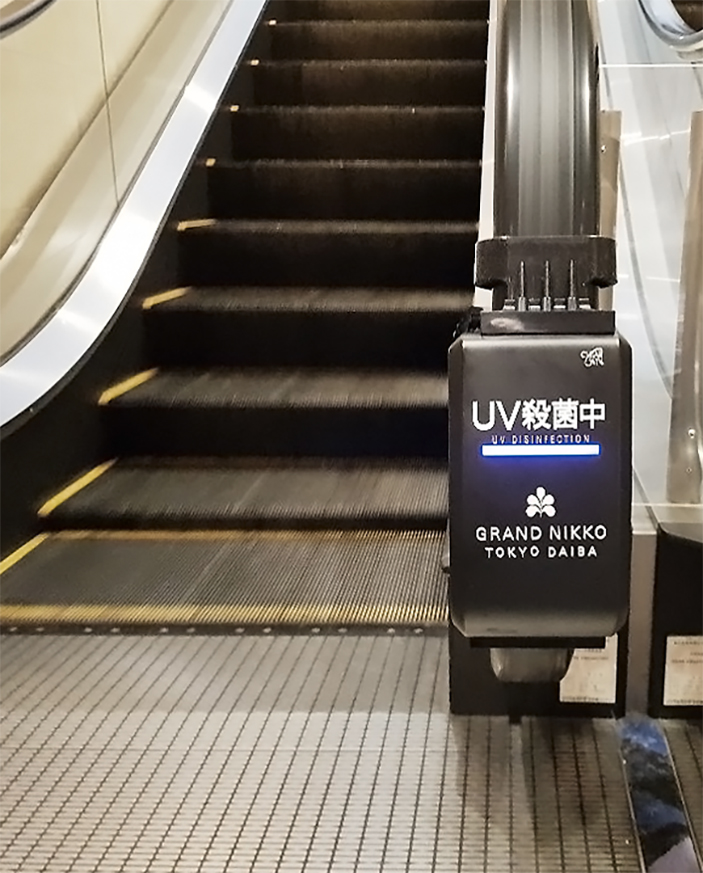 UV殺菌中
UV DISINFECTION
GRAND NIKKO
TOKYO DAIBA